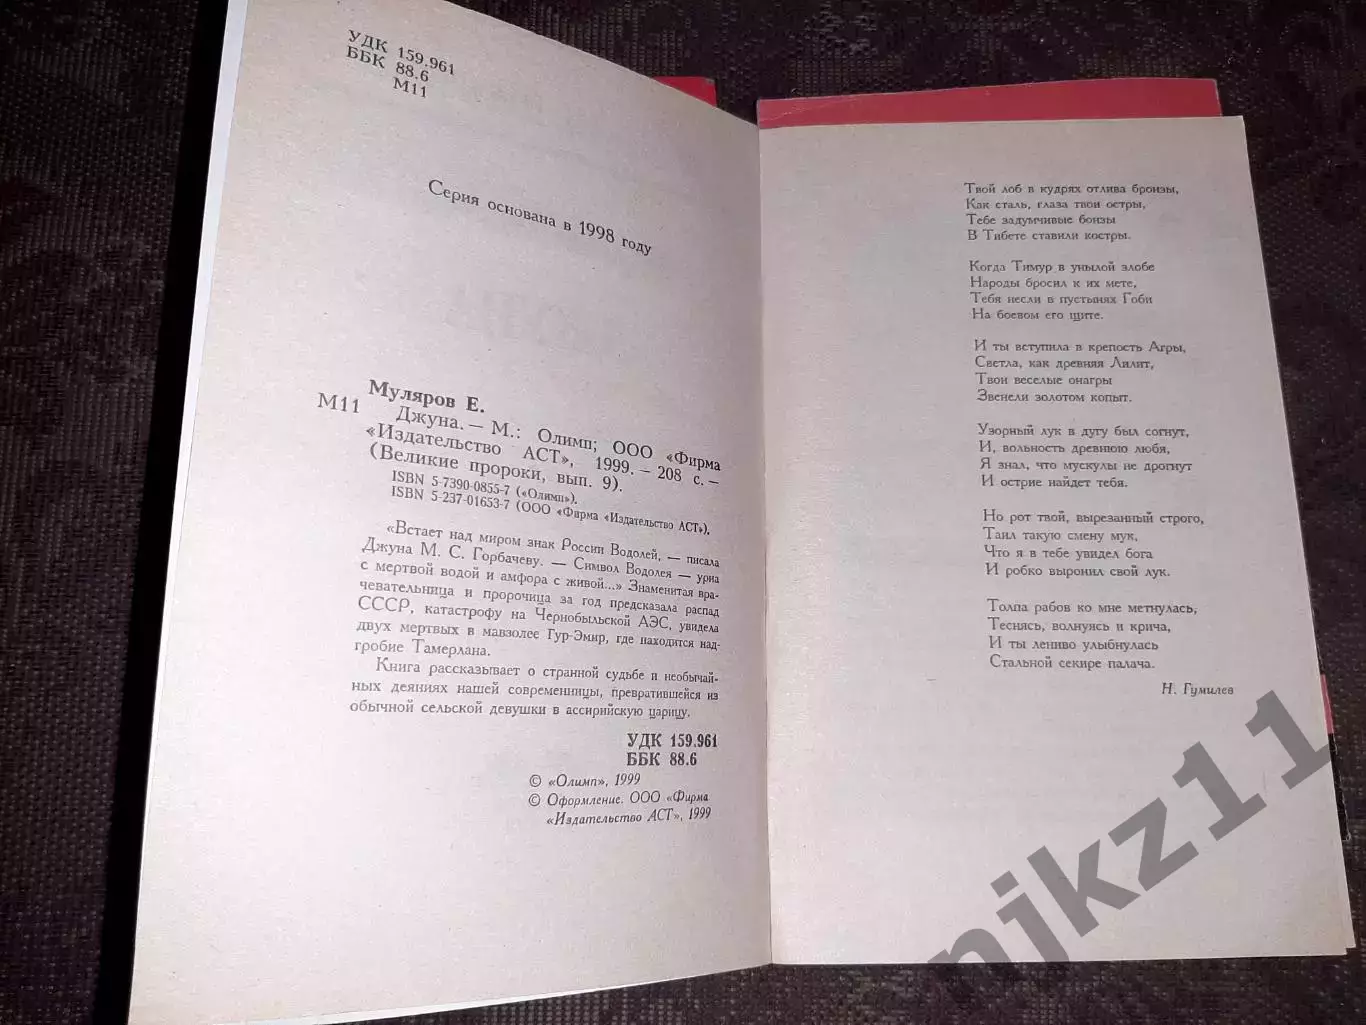 УДК 159.961
ББК 88.6
М11
Серия основана в 1998 году
Муляров Е.
М11 Джуна. — М.: Олимп; ООО «Фирма
«Издательство АСТ», 1999. — 208 с. —
(Великие пророки, вып. 9).
ISBN 5-7390-0855-7 («Олимп»).
ISBN 5-237-01653-7 (ООО «Фирма «Издательство АСТ»).
«Встает над миром знак России Водолей, — писала
Джуна М. С. Горбачеву. — Символ Водолея — урна
с мертвой водой и амфора с живой...» Знаменитая вра-
чевательница и пророчица за год предсказала распад
СССР, катастрофу на Чернобыльской АЭС, увидела
двух мертвых в мавзолее Гур-Эмир, где находится над-
гробие Тамерлана.
Книга рассказывает о странной судьбе и необычай-
ных деяниях нашей современницы, превратившейся из
обычной сельской девушки в ассирийскую царицу.
УДК 159.961
ББК 88.6
© «Олимп», 1999
© Оформление. ООО «Фирма
«Издательство АСТ», 1999
Твой лоб в кудрях отлива бронзы,
Как сталь, глаза твои остры,
Тебе задумчивые бонзы
В Тибете ставили костры.
Когда Тимур в унылой злобе
Народы бросил к их мете,
Тебя несли в пустынях Гоби
На боевом его щите.
И ты вступила в крепость Агры,
Светла, как древняя Лилит,
Твои веселые онагры
Звенели золотом копыт.
Узорный лук в дугу был согнут,
И, вольность древнюю любя,
Я знал, что мускулы не дрогнут
И острие найдет тебя.
Но рот твой, вырезанный строго,
Таил такую смену мук,
Что я в тебе увидел бога
И робко выронил свой лук.
Толпа рабов ко мне метнулась,
Теснясь, волнуясь и крича,
И ты лениво улыбнулась
Стальной секире палача.
Н. Гумилев
njkz11